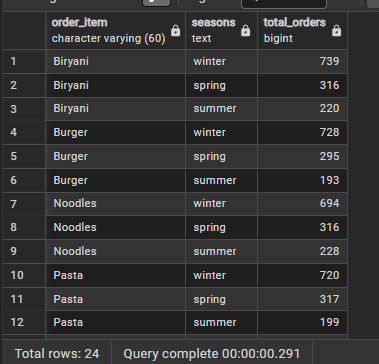 order_item seasons total_orders
character varying (60) text bigint
1 Biryani winter 739
2 Biryani spring 316
3 Biryani summer 220
4 Burger winter 728
5 Burger spring 295
6 Burger summer 193
7 Noodles winter 694
8 Noodles spring 316
9 Noodles summer 228
10 Pasta winter 720
11 Pasta spring 317
12 Pasta summer 199
Total rows: 24 Query complete 00:00:00.291